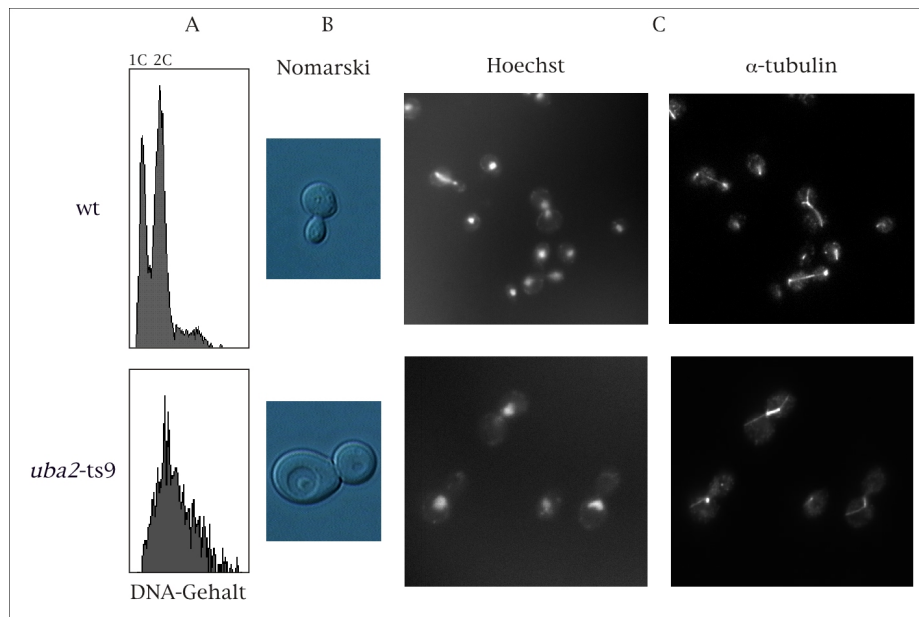 A
B
C
1C 2C
Nomarski
Hoechst
α-tubulin
wt
uba2-ts9
DNA-Gehalt